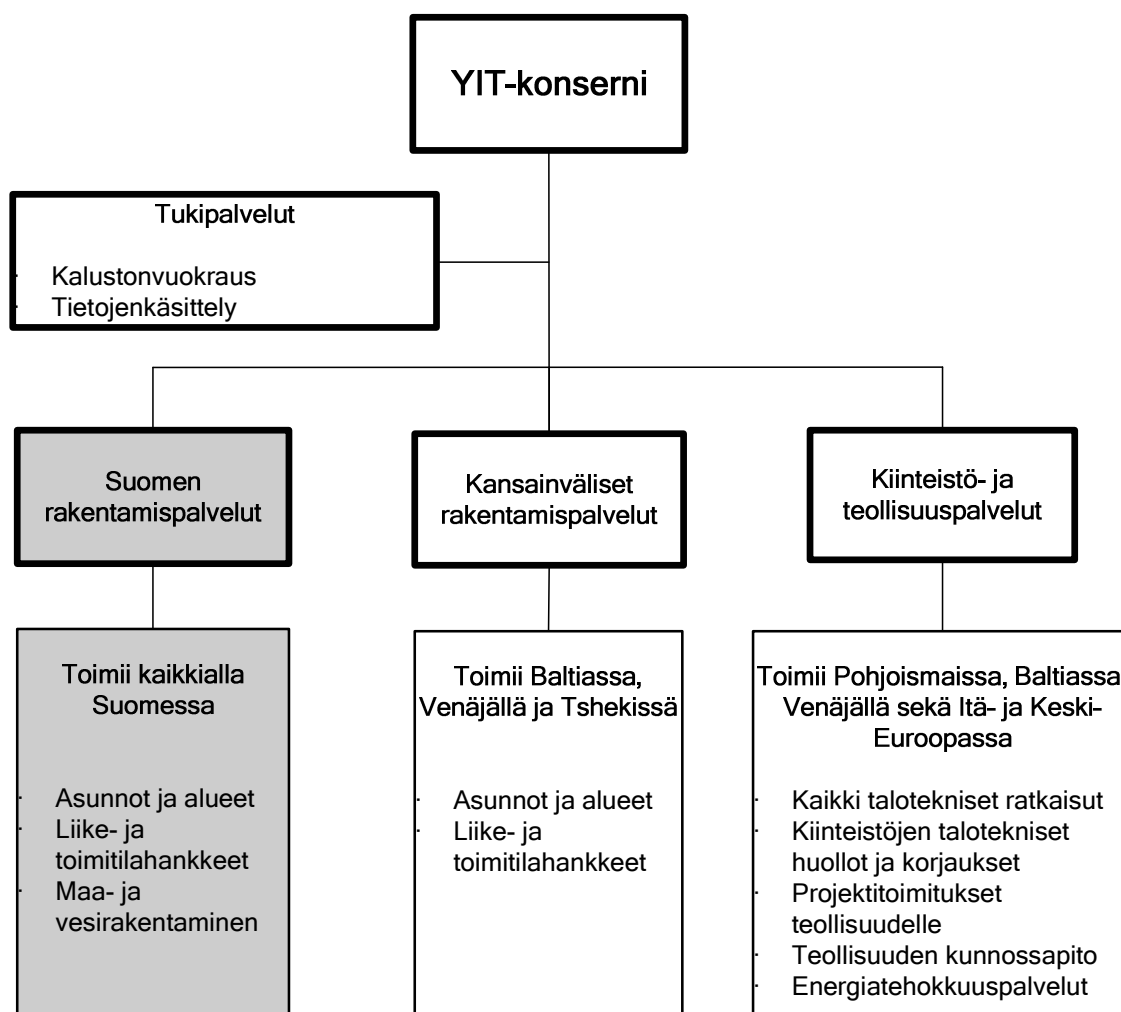 YIT-konserni
Tukipalvelut
· Kalustonvuokraus
· Tietojenkäsittely
Suomen
rakentamispalvelut
Kansainväliset
rakentamispalvelut
Kiinteistö- ja
teollisuuspalvelut
Toimii kaikkialla
Suomessa
· Asunnot ja alueet
· Liike- ja
toimitilahankkeet
· Maa- ja
vesirakentaminen
Toimii Baltiassa,
Venäjällä ja Tshekissä
· Asunnot ja alueet
· Liike- ja
toimitilahankkeet
Toimii Pohjoismaissa, Baltiassa
Venäjällä sekä Itä- ja Keski-
Euroopassa
· Kaikki talotekniset ratkaisut
· Kiinteistöjen talotekniset
huollot ja korjaukset
· Projektitoimitukset
teollisuudelle
· Teollisuuden kunnossapito
· Energiatehokkuuspalvelut